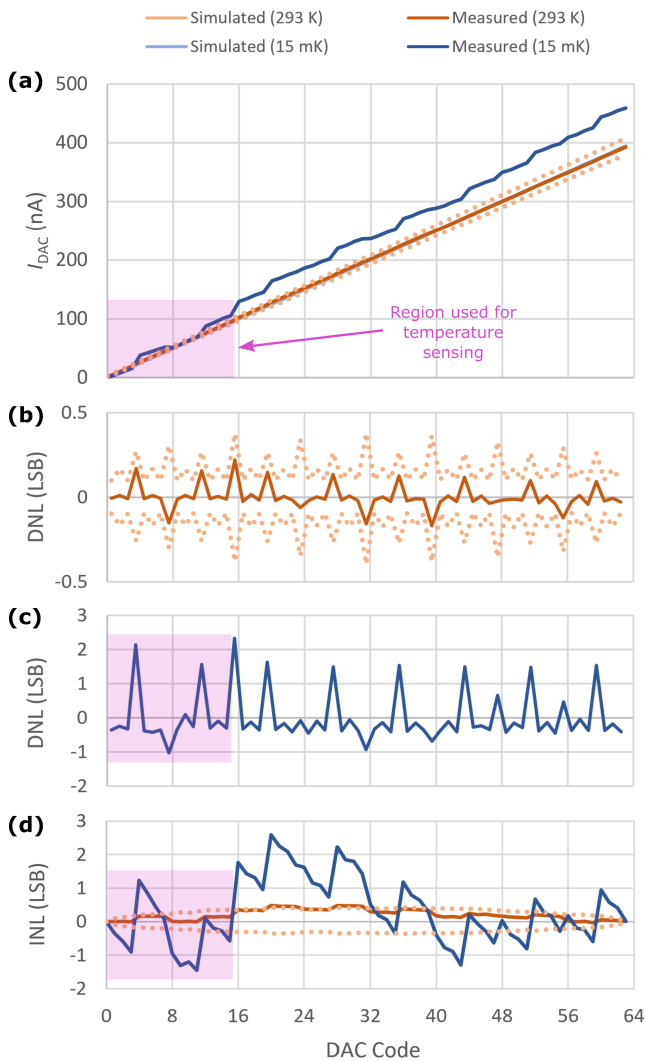 Simulated (293 K) Measured (293 K)
Simulated (15 mK) Measured (15 mK)
(a)
500
400
300
200
100
0
I_DAC (nA)
Region used for
temperature
sensing
(b)
0.5
0
-0.5
DNL (LSB)
(c)
3
2
1
0
-1
-2
DNL (LSB)
(d)
3
2
1
0
-1
-2
INL (LSB)
0 8 16 24 32 40 48 56 64
DAC Code